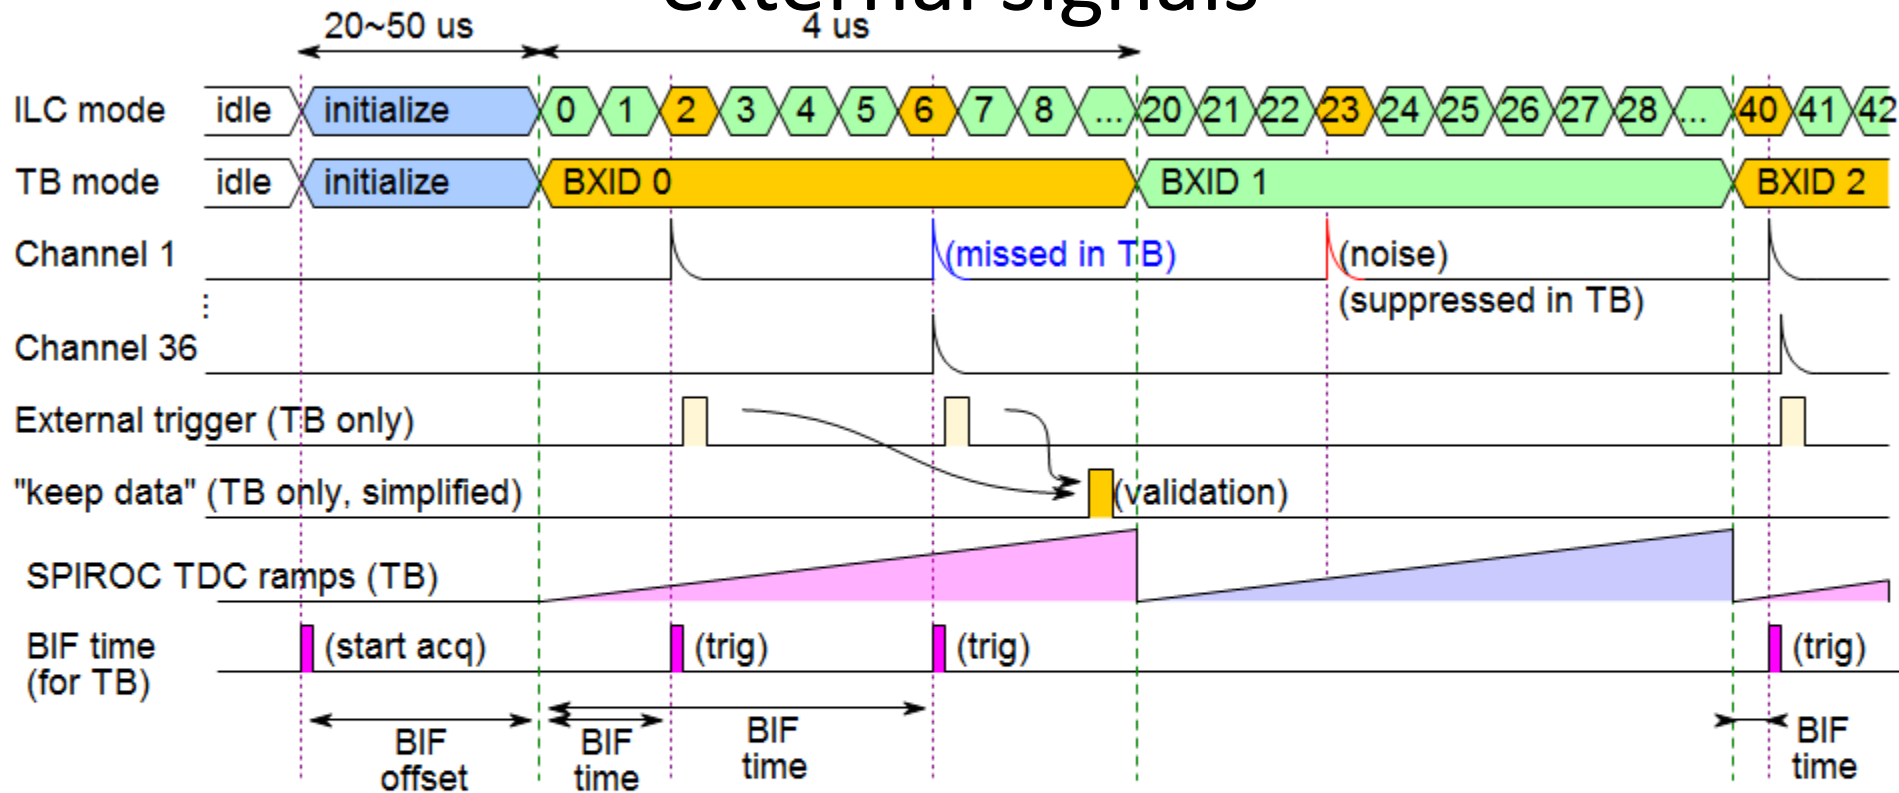 external signals
20~50 us 4 us
ILC mode idle initialize 0 1 2 3 4 5 6 7 8 ... 20 21 22 23 24 25 26 27 28 ... 40 41 42
TB mode idle initialize BXID 0 BXID 1 BXID 2
Channel 1 (missed in TB) (noise)
⋮ (suppressed in TB)
Channel 36
External trigger (TB only)
"keep data" (TB only, simplified) (validation)
SPIROC TDC ramps (TB)
BIF time (start acq) (trig) (trig) (trig)
(for TB)
BIF offset
BIF time
BIF time
BIF time